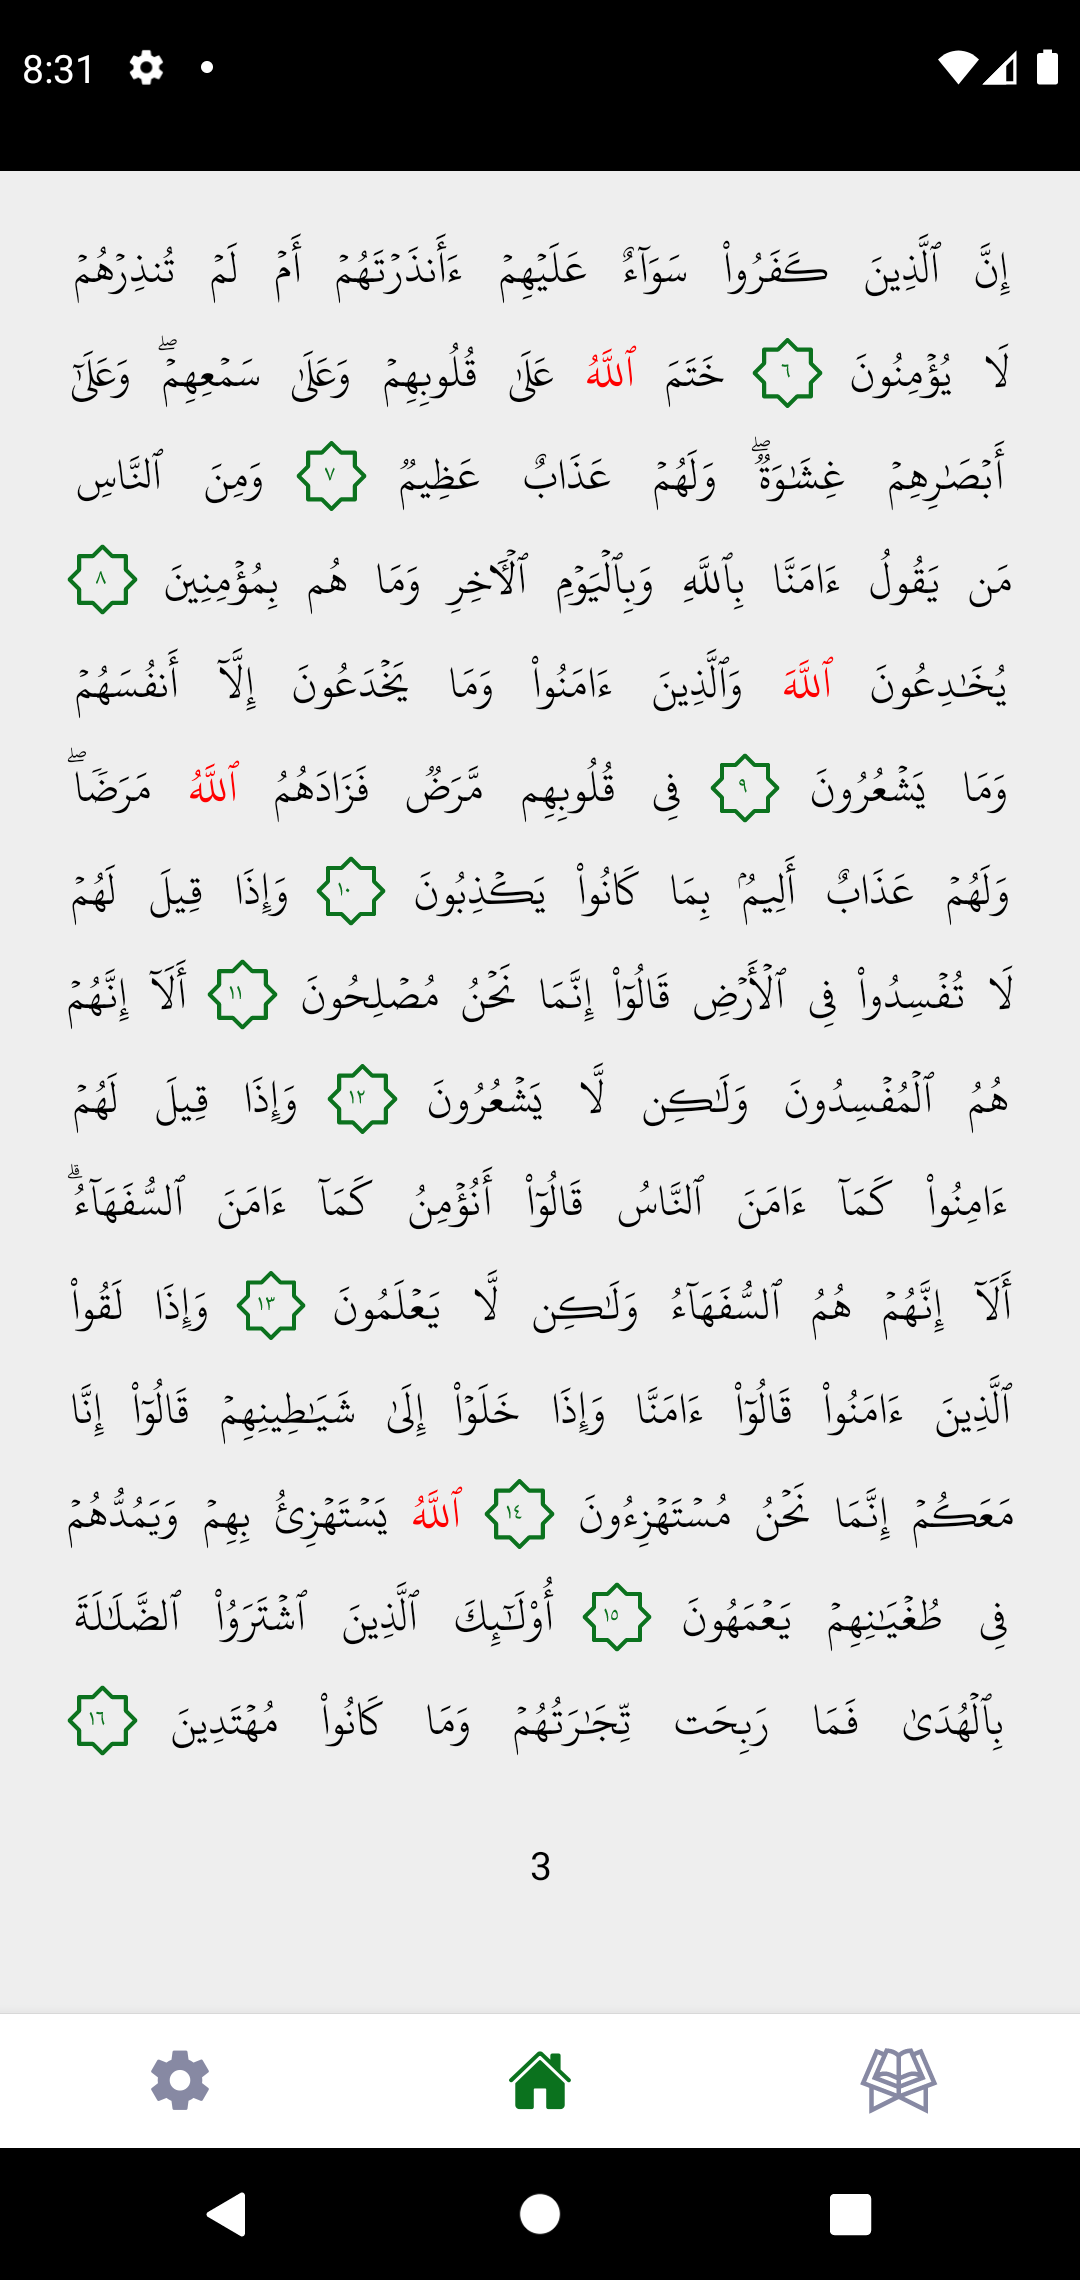 8:31
إِنَّ ٱلَّذِينَ كَفَرُوا۟ سَوَآءٌ عَلَيْهِمْ ءَأَنذَرْتَهُمْ أَمْ لَمْ تُنذِرْهُمْ
لَا يُؤْمِنُونَ ٦ خَتَمَ ٱللَّهُ عَلَىٰ قُلُوبِهِمْ وَعَلَىٰ سَمْعِهِمْۖ وَعَلَىٰٓ
أَبْصَٰرِهِمْ غِشَٰوَةٌۖ وَلَهُمْ عَذَابٌ عَظِيمٌ ٧ وَمِنَ ٱلنَّاسِ
مَن يَقُولُ ءَامَنَّا بِٱللَّهِ وَبِٱلْيَوْمِ ٱلْـَٔاخِرِ وَمَا هُم بِمُؤْمِنِينَ ٨
يُخَٰدِعُونَ ٱللَّهَ وَٱلَّذِينَ ءَامَنُوا۟ وَمَا يَخْدَعُونَ إِلَّآ أَنفُسَهُمْ
وَمَا يَشْعُرُونَ ٩ فِى قُلُوبِهِم مَّرَضٌ فَزَادَهُمُ ٱللَّهُ مَرَضًاۖ
وَلَهُمْ عَذَابٌ أَلِيمٌۢ بِمَا كَانُوا۟ يَكْذِبُونَ ١٠ وَإِذَا قِيلَ لَهُمْ
لَا تُفْسِدُوا۟ فِى ٱلْأَرْضِ قَالُوٓا۟ إِنَّمَا نَحْنُ مُصْلِحُونَ ١١ أَلَآ إِنَّهُمْ
هُمُ ٱلْمُفْسِدُونَ وَلَٰكِن لَّا يَشْعُرُونَ ١٢ وَإِذَا قِيلَ لَهُمْ
ءَامِنُوا۟ كَمَآ ءَامَنَ ٱلنَّاسُ قَالُوٓا۟ أَنُؤْمِنُ كَمَآ ءَامَنَ ٱلسُّفَهَآءُۗ
أَلَآ إِنَّهُمْ هُمُ ٱلسُّفَهَآءُ وَلَٰكِن لَّا يَعْلَمُونَ ١٣ وَإِذَا لَقُوا۟
ٱلَّذِينَ ءَامَنُوا۟ قَالُوٓا۟ ءَامَنَّا وَإِذَا خَلَوْا۟ إِلَىٰ شَيَٰطِينِهِمْ قَالُوٓا۟ إِنَّا
مَعَكُمْ إِنَّمَا نَحْنُ مُسْتَهْزِءُونَ ١٤ ٱللَّهُ يَسْتَهْزِئُ بِهِمْ وَيَمُدُّهُمْ
فِى طُغْيَٰنِهِمْ يَعْمَهُونَ ١٥ أُو۟لَٰٓئِكَ ٱلَّذِينَ ٱشْتَرَوُا۟ ٱلضَّلَٰلَةَ
بِٱلْهُدَىٰ فَمَا رَبِحَت تِّجَٰرَتُهُمْ وَمَا كَانُوا۟ مُهْتَدِينَ ١٦
3